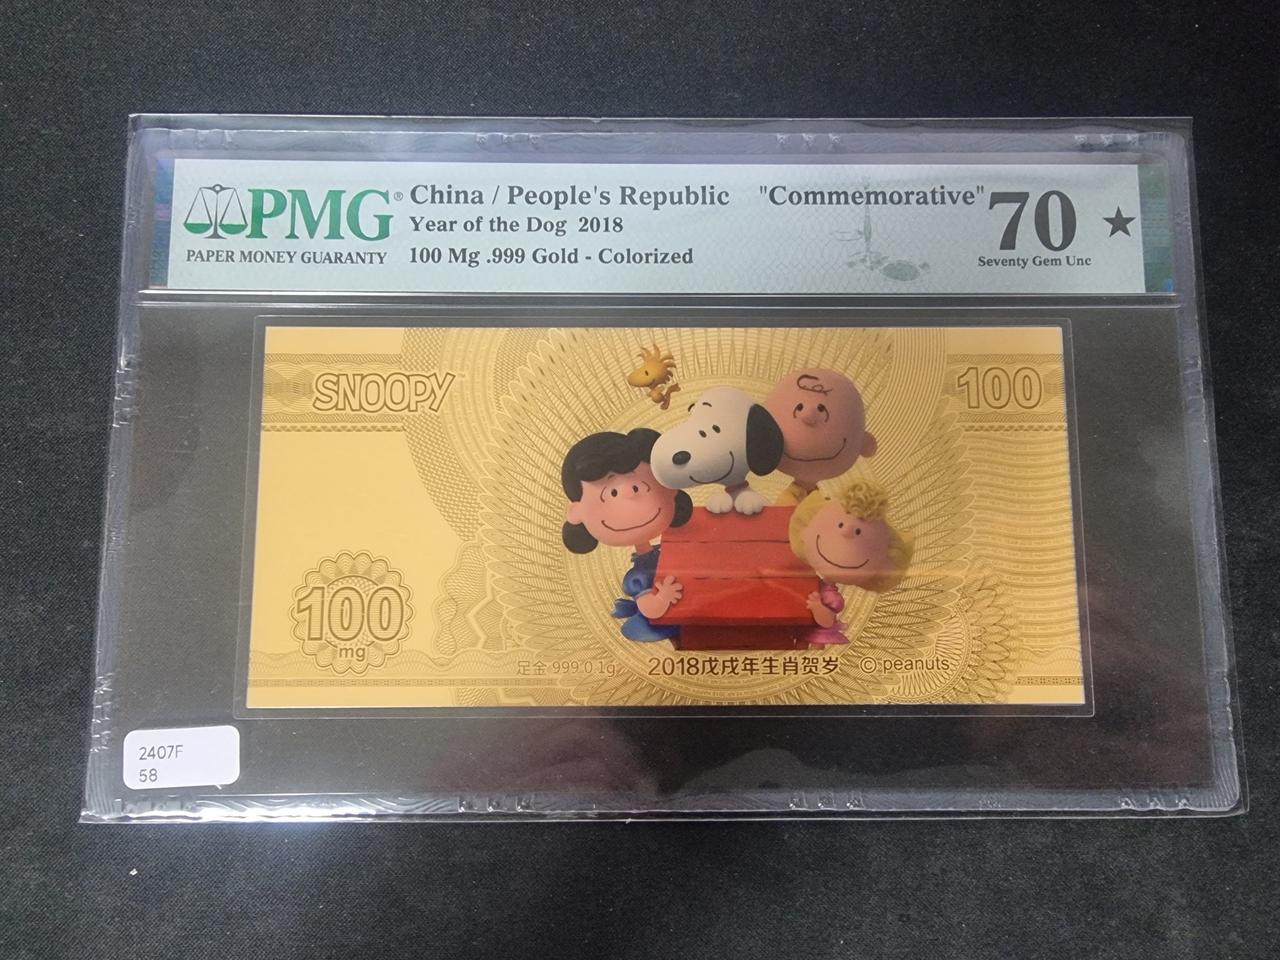 PMG®
PAPER MONEY GUARANTY
China / People's Republic "Commemorative"
Year of the Dog 2018
100 Mg .999 Gold - Colorized
70 ★
Seventy Gem Unc
SNOOPY
100
100
mg
足金 999 0.1g
2018戊戌年生肖贺岁
© peanuts
2407F
58